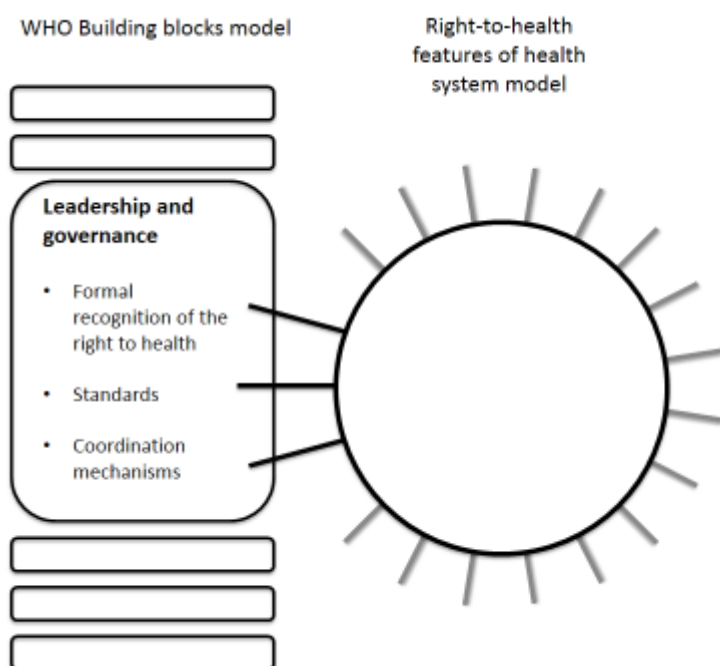 WHO Building blocks model
Right-to-health
features of health
system model
Leadership and
governance
• Formal
recognition of the
right to health
• Standards
• Coordination
mechanisms